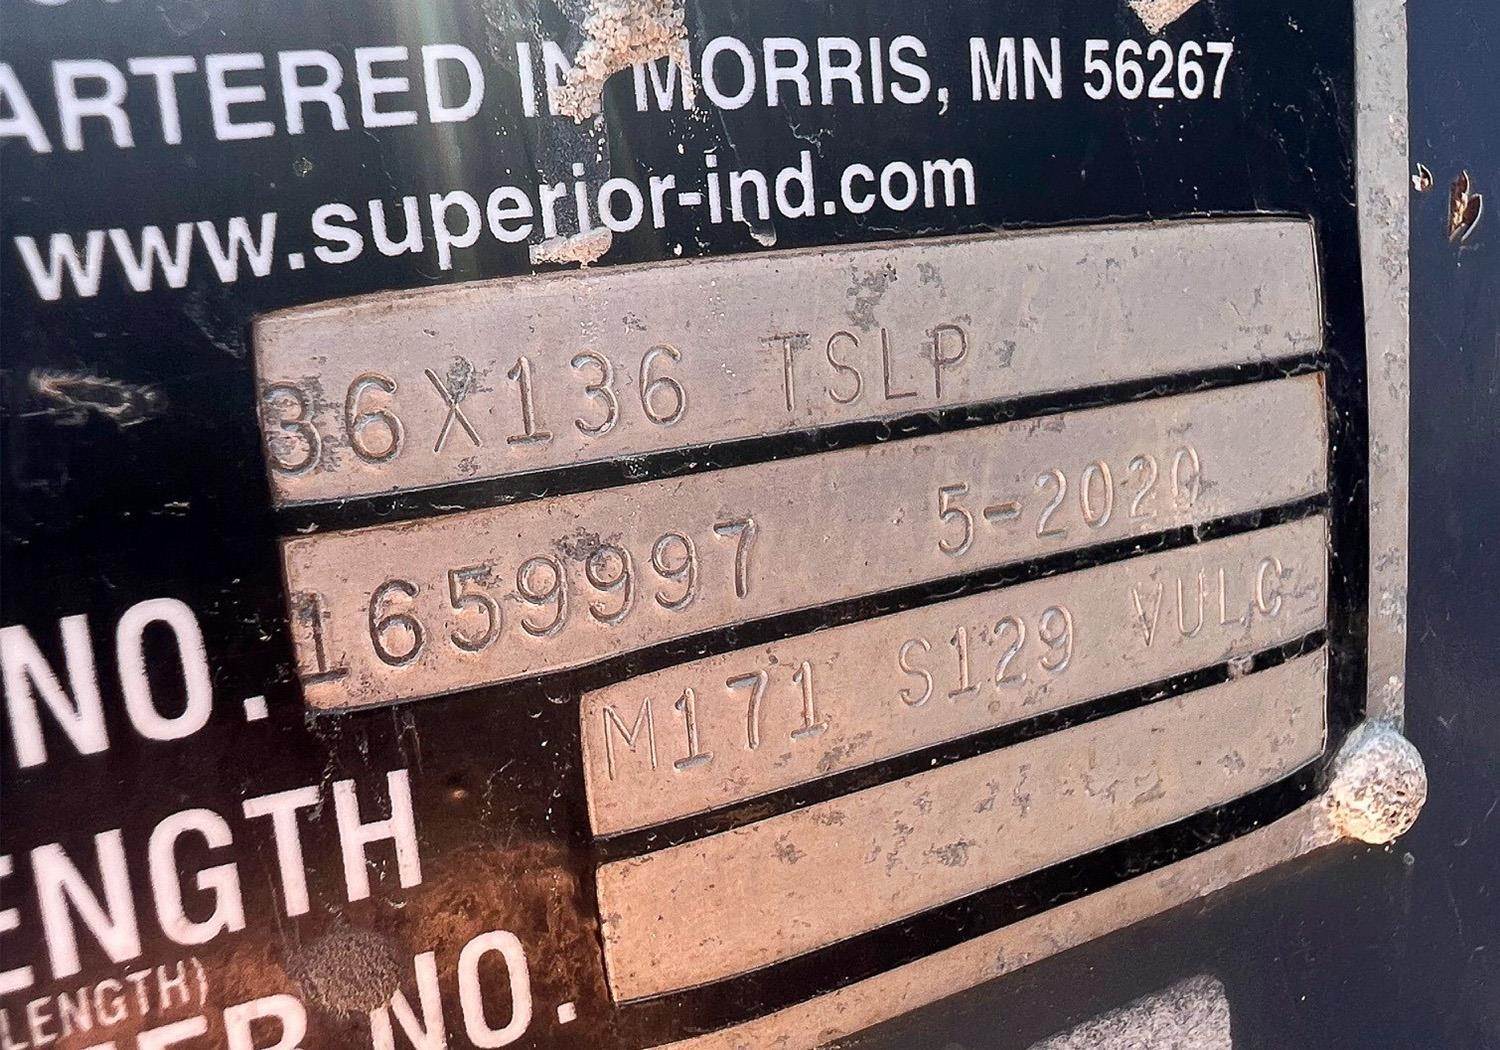 ARTERED IN MORRIS, MN 56267
www.superior-ind.com
36X136 TSLP
NO. 1659997 5-2020
ENGTH M171 S129 VULC
LENGTH)
ER NO.